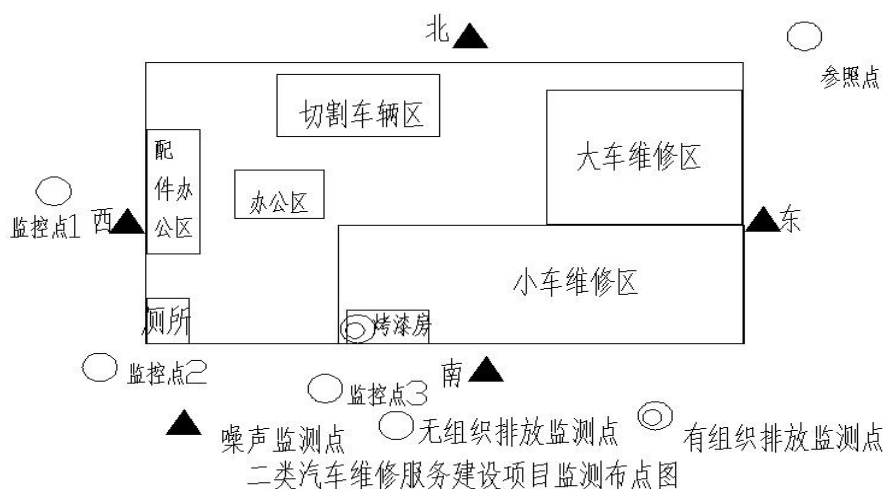 北
参照点
切割车辆区
大车维修区
配
件办
公区
办公区
监控点1
西
东
小车维修区
厕所
烤漆房
监控点2
监控点3
南
噪声监测点
无组织排放监测点
有组织排放监测点
二类汽车维修服务建设项目监测布点图